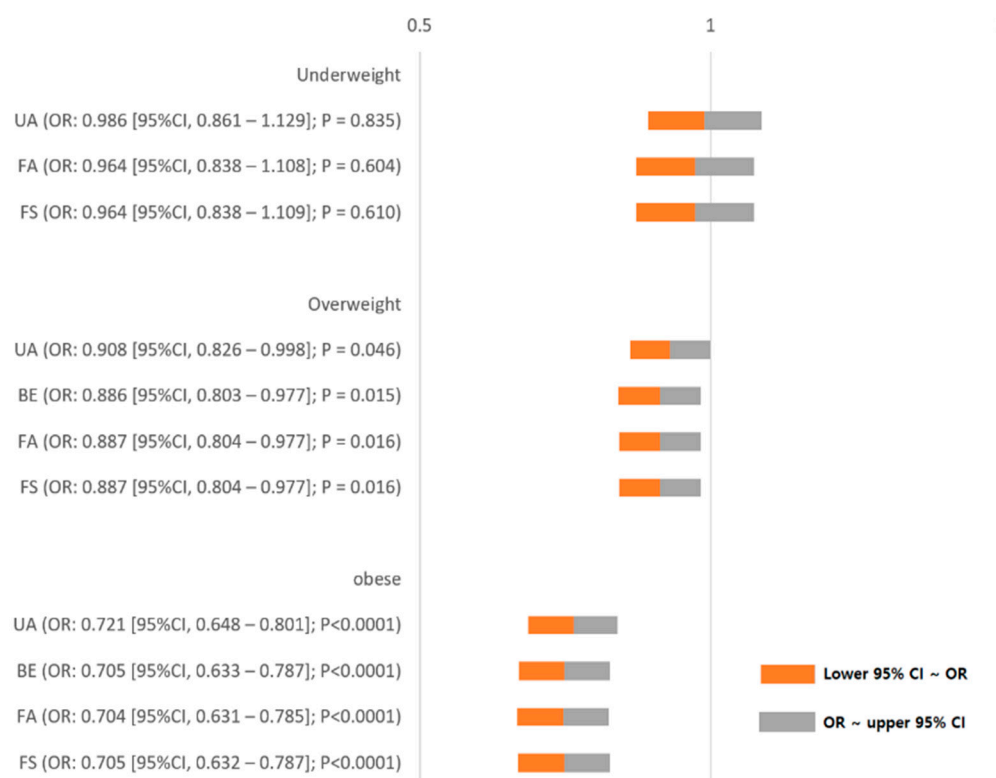 0.5 1
Underweight
UA (OR: 0.986 [95%CI, 0.861 – 1.129]; P = 0.835)
FA (OR: 0.964 [95%CI, 0.838 – 1.108]; P = 0.604)
FS (OR: 0.964 [95%CI, 0.838 – 1.109]; P = 0.610)
Overweight
UA (OR: 0.908 [95%CI, 0.826 – 0.998]; P = 0.046)
BE (OR: 0.886 [95%CI, 0.803 – 0.977]; P = 0.015)
FA (OR: 0.887 [95%CI, 0.804 – 0.977]; P = 0.016)
FS (OR: 0.887 [95%CI, 0.804 – 0.977]; P = 0.016)
obese
UA (OR: 0.721 [95%CI, 0.648 – 0.801]; P<0.0001)
BE (OR: 0.705 [95%CI, 0.633 – 0.787]; P<0.0001)
FA (OR: 0.704 [95%CI, 0.631 – 0.785]; P<0.0001)
FS (OR: 0.705 [95%CI, 0.632 – 0.787]; P<0.0001)
Lower 95% CI ~ OR
OR ~ upper 95% CI